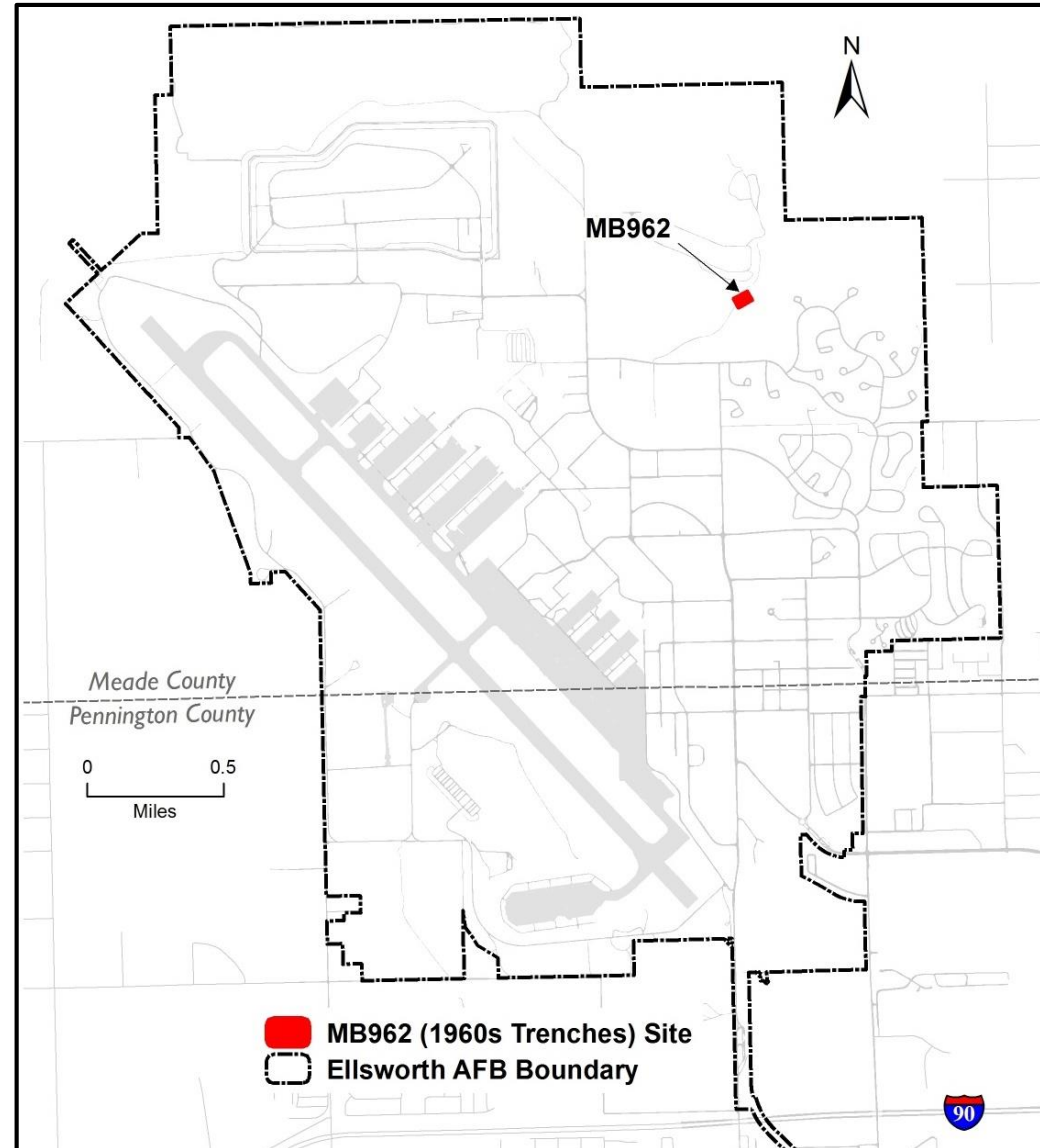 N
MB962
Meade County
Pennington County
0 0.5
Miles
MB962 (1960s Trenches) Site
Ellsworth AFB Boundary
90